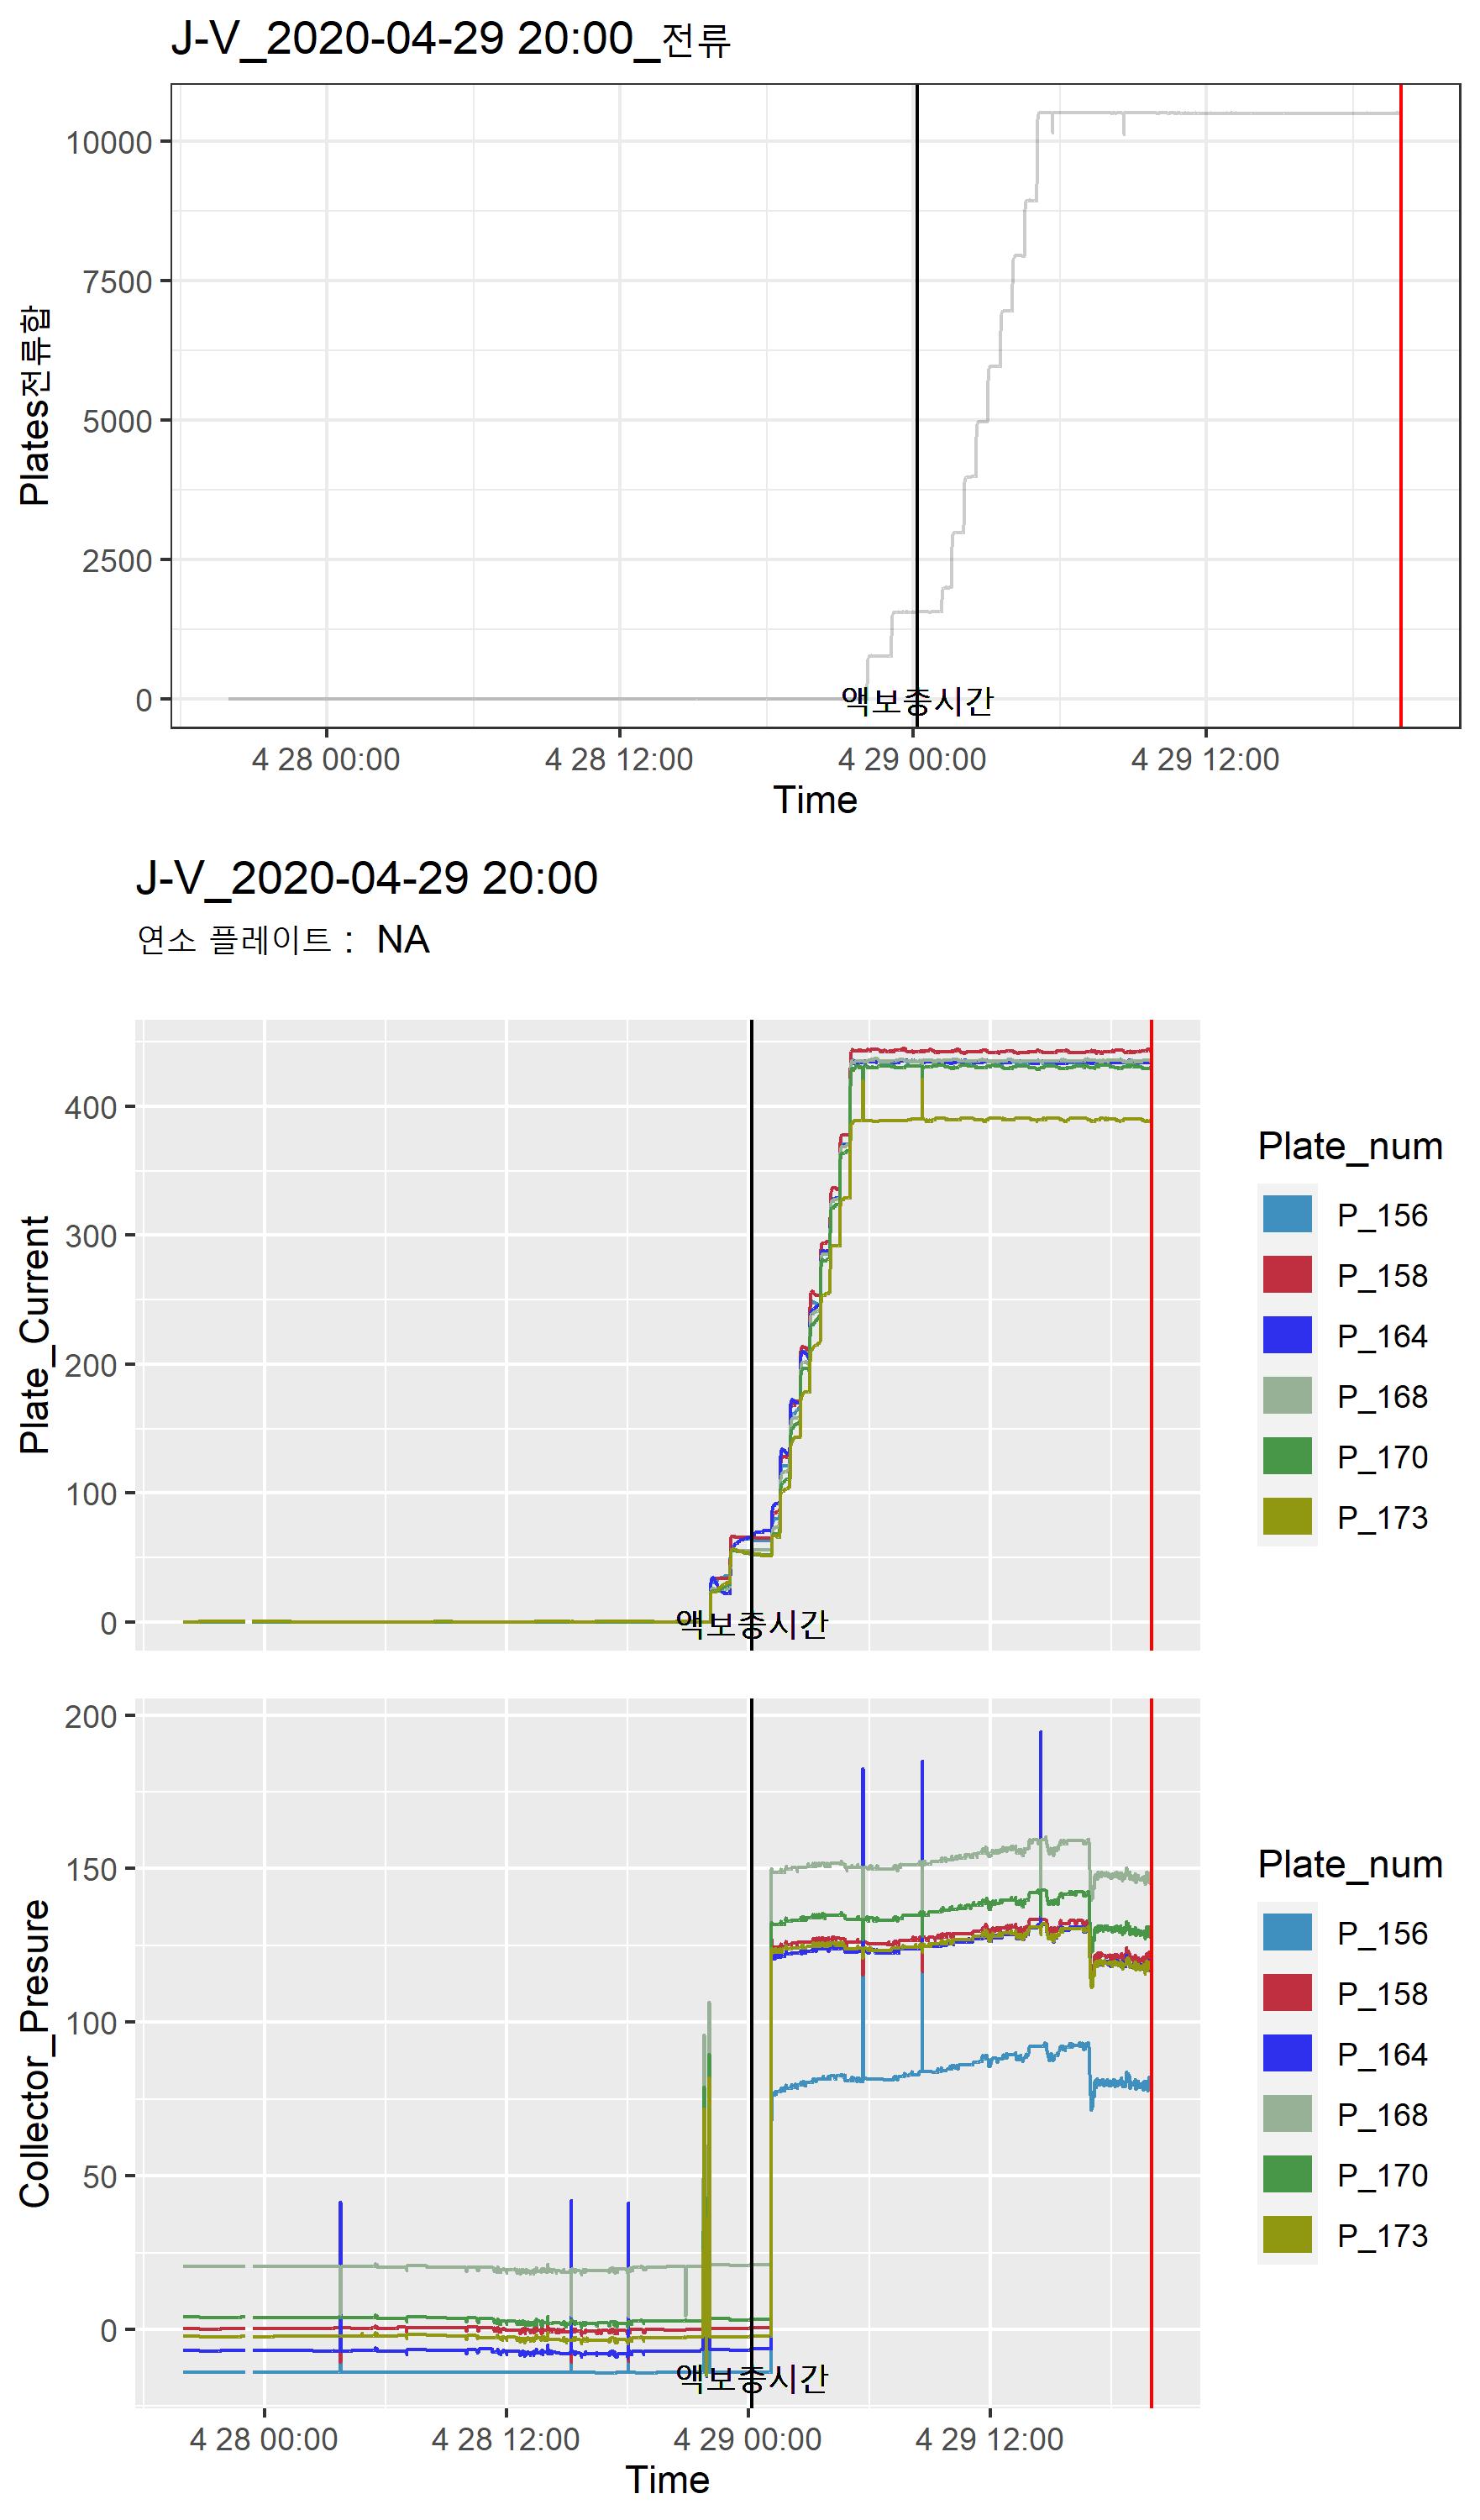 J-V_2020-04-29 20:00_전류
Plates전류합
10000
7500
5000
2500
0
액보충시간
4 28 00:00
4 28 12:00
4 29 00:00
4 29 12:00
Time
J-V_2020-04-29 20:00
연소 플레이트 : NA
Plate_Current
400
300
200
100
0
액보충시간
Plate_num
P_156
P_158
P_164
P_168
P_170
P_173
Collector_Presure
200
150
100
50
0
액보충시간
4 28 00:00
4 28 12:00
4 29 00:00
4 29 12:00
Time
Plate_num
P_156
P_158
P_164
P_168
P_170
P_173